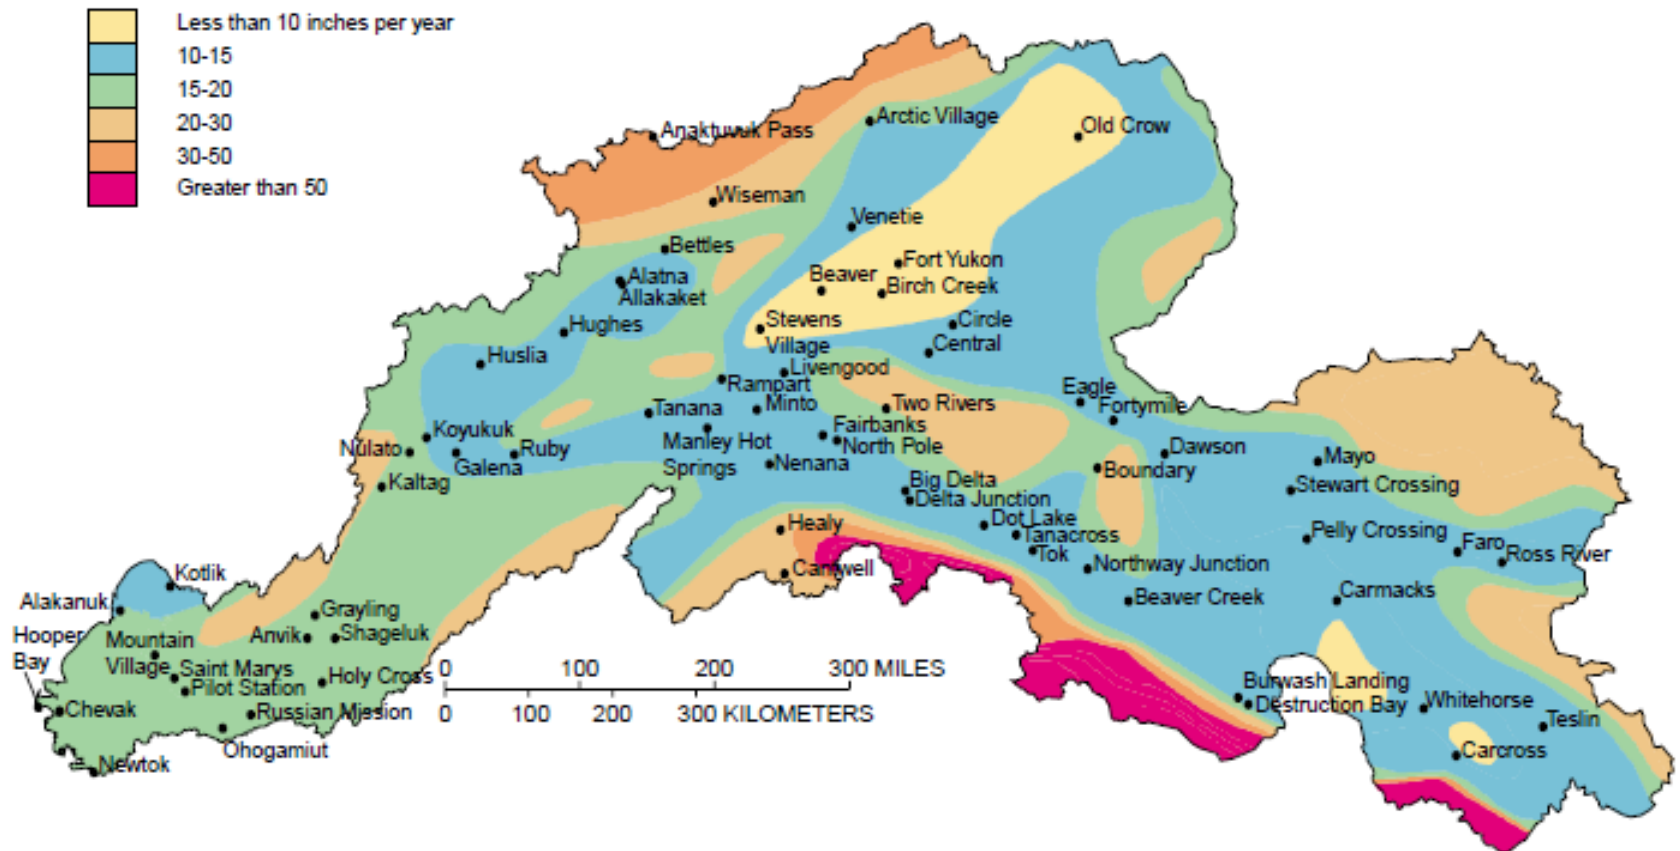 Less than 10 inches per year
10-15
15-20
20-30
30-50
Greater than 50
Anaktuvuk Pass
Arctic Village
Old Crow
Wiseman
Venetie
Bettles
Fort Yukon
Alatna
Beaver
Birch Creek
Allakaket
Hughes
Stevens
Village
Circle
Central
Huslia
Livengood
Rampart
Eagle
Tanana
Minto
Two Rivers
Fortymile
Koyukuk
Fairbanks
Nulato
Ruby
Manley Hot
Springs
North Pole
Dawson
Galena
Nenana
Boundary
Mayo
Kaltag
Big Delta
Delta Junction
Stewart Crossing
Healy
Dot Lake
Tanacross
Pelly Crossing
Tok
Faro
Ross River
Cantwell
Northway Junction
Kotlik
Beaver Creek
Carmacks
Alakanuk
Grayling
Hooper
Bay
Mountain
Village
Anvik
Shageluk
Saint Marys
Pilot Station
Holy Cross
0 100 200 300 MILES
0 100 200 300 KILOMETERS
Burwash Landing
Destruction Bay
Whitehorse
Chevak
Russian Mission
Teslin
Ohogamiut
Carcross
Newtok